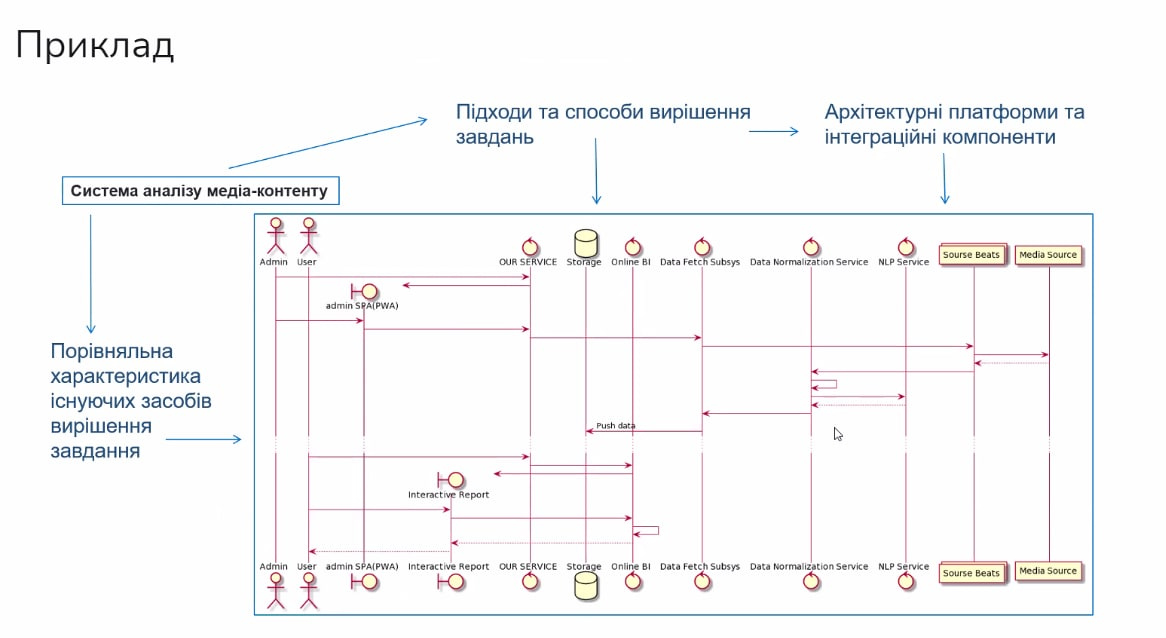 Приклад
Підходи та способи вирішення
завдань
Архітектурні платформи та
інтеграційні компоненти
Система аналізу медіа-контенту
Порівняльна
характеристика
існуючих засобів
вирішення
завдання
Admin
User
OUR SERVICE
Storage
Online BI
Data Fetch Subsys
Data Normalization Service
NLP Service
Sourse Beats
Media Source
admin SPA(PWA)
Push data
Interactive Report
Admin
User
admin SPA(PWA)
Interactive Report
OUR SERVICE
Storage
Online BI
Data Fetch Subsys
Data Normalization Service
NLP Service
Sourse Beats
Media Source